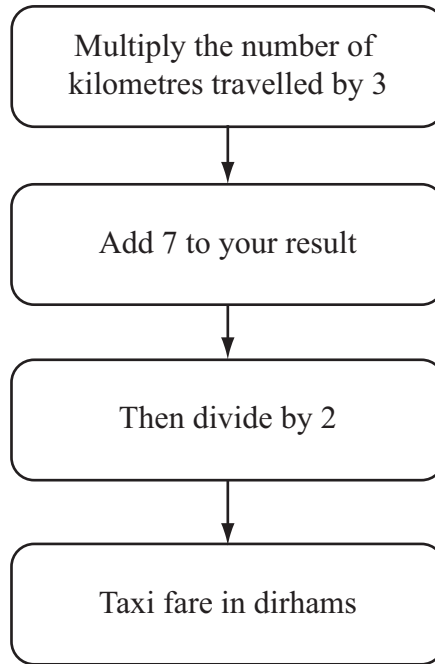 Multiply the number of
kilometres travelled by 3
Add 7 to your result
Then divide by 2
Taxi fare in dirhams